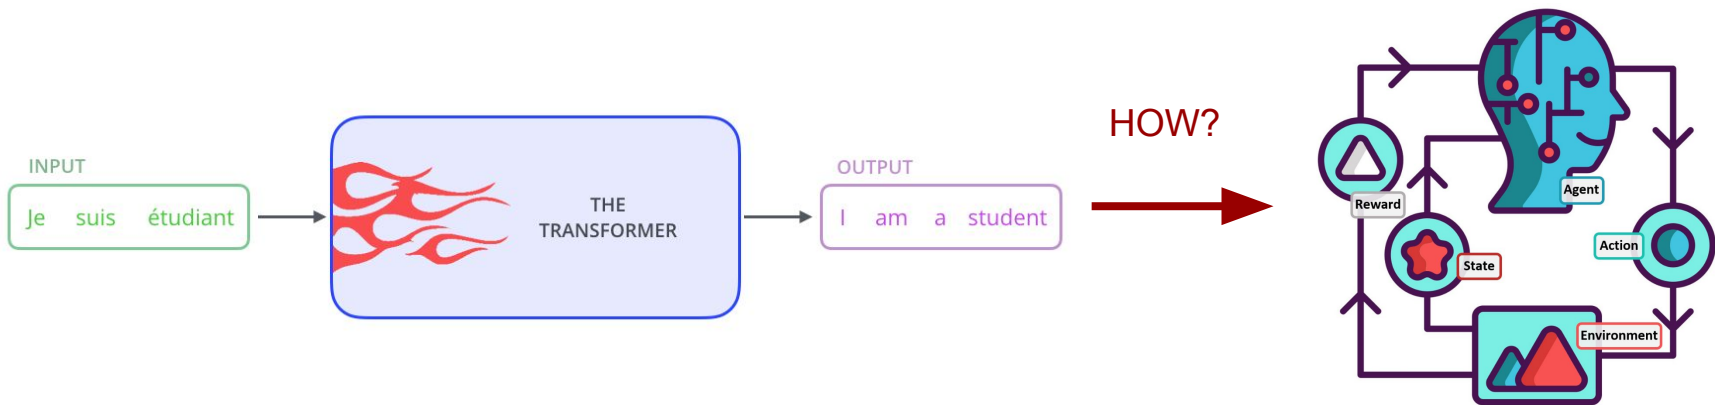 INPUT
Je suis étudiant
THE
TRANSFORMER
OUTPUT
I am a student
HOW?
Reward
State
Agent
Action
Environment